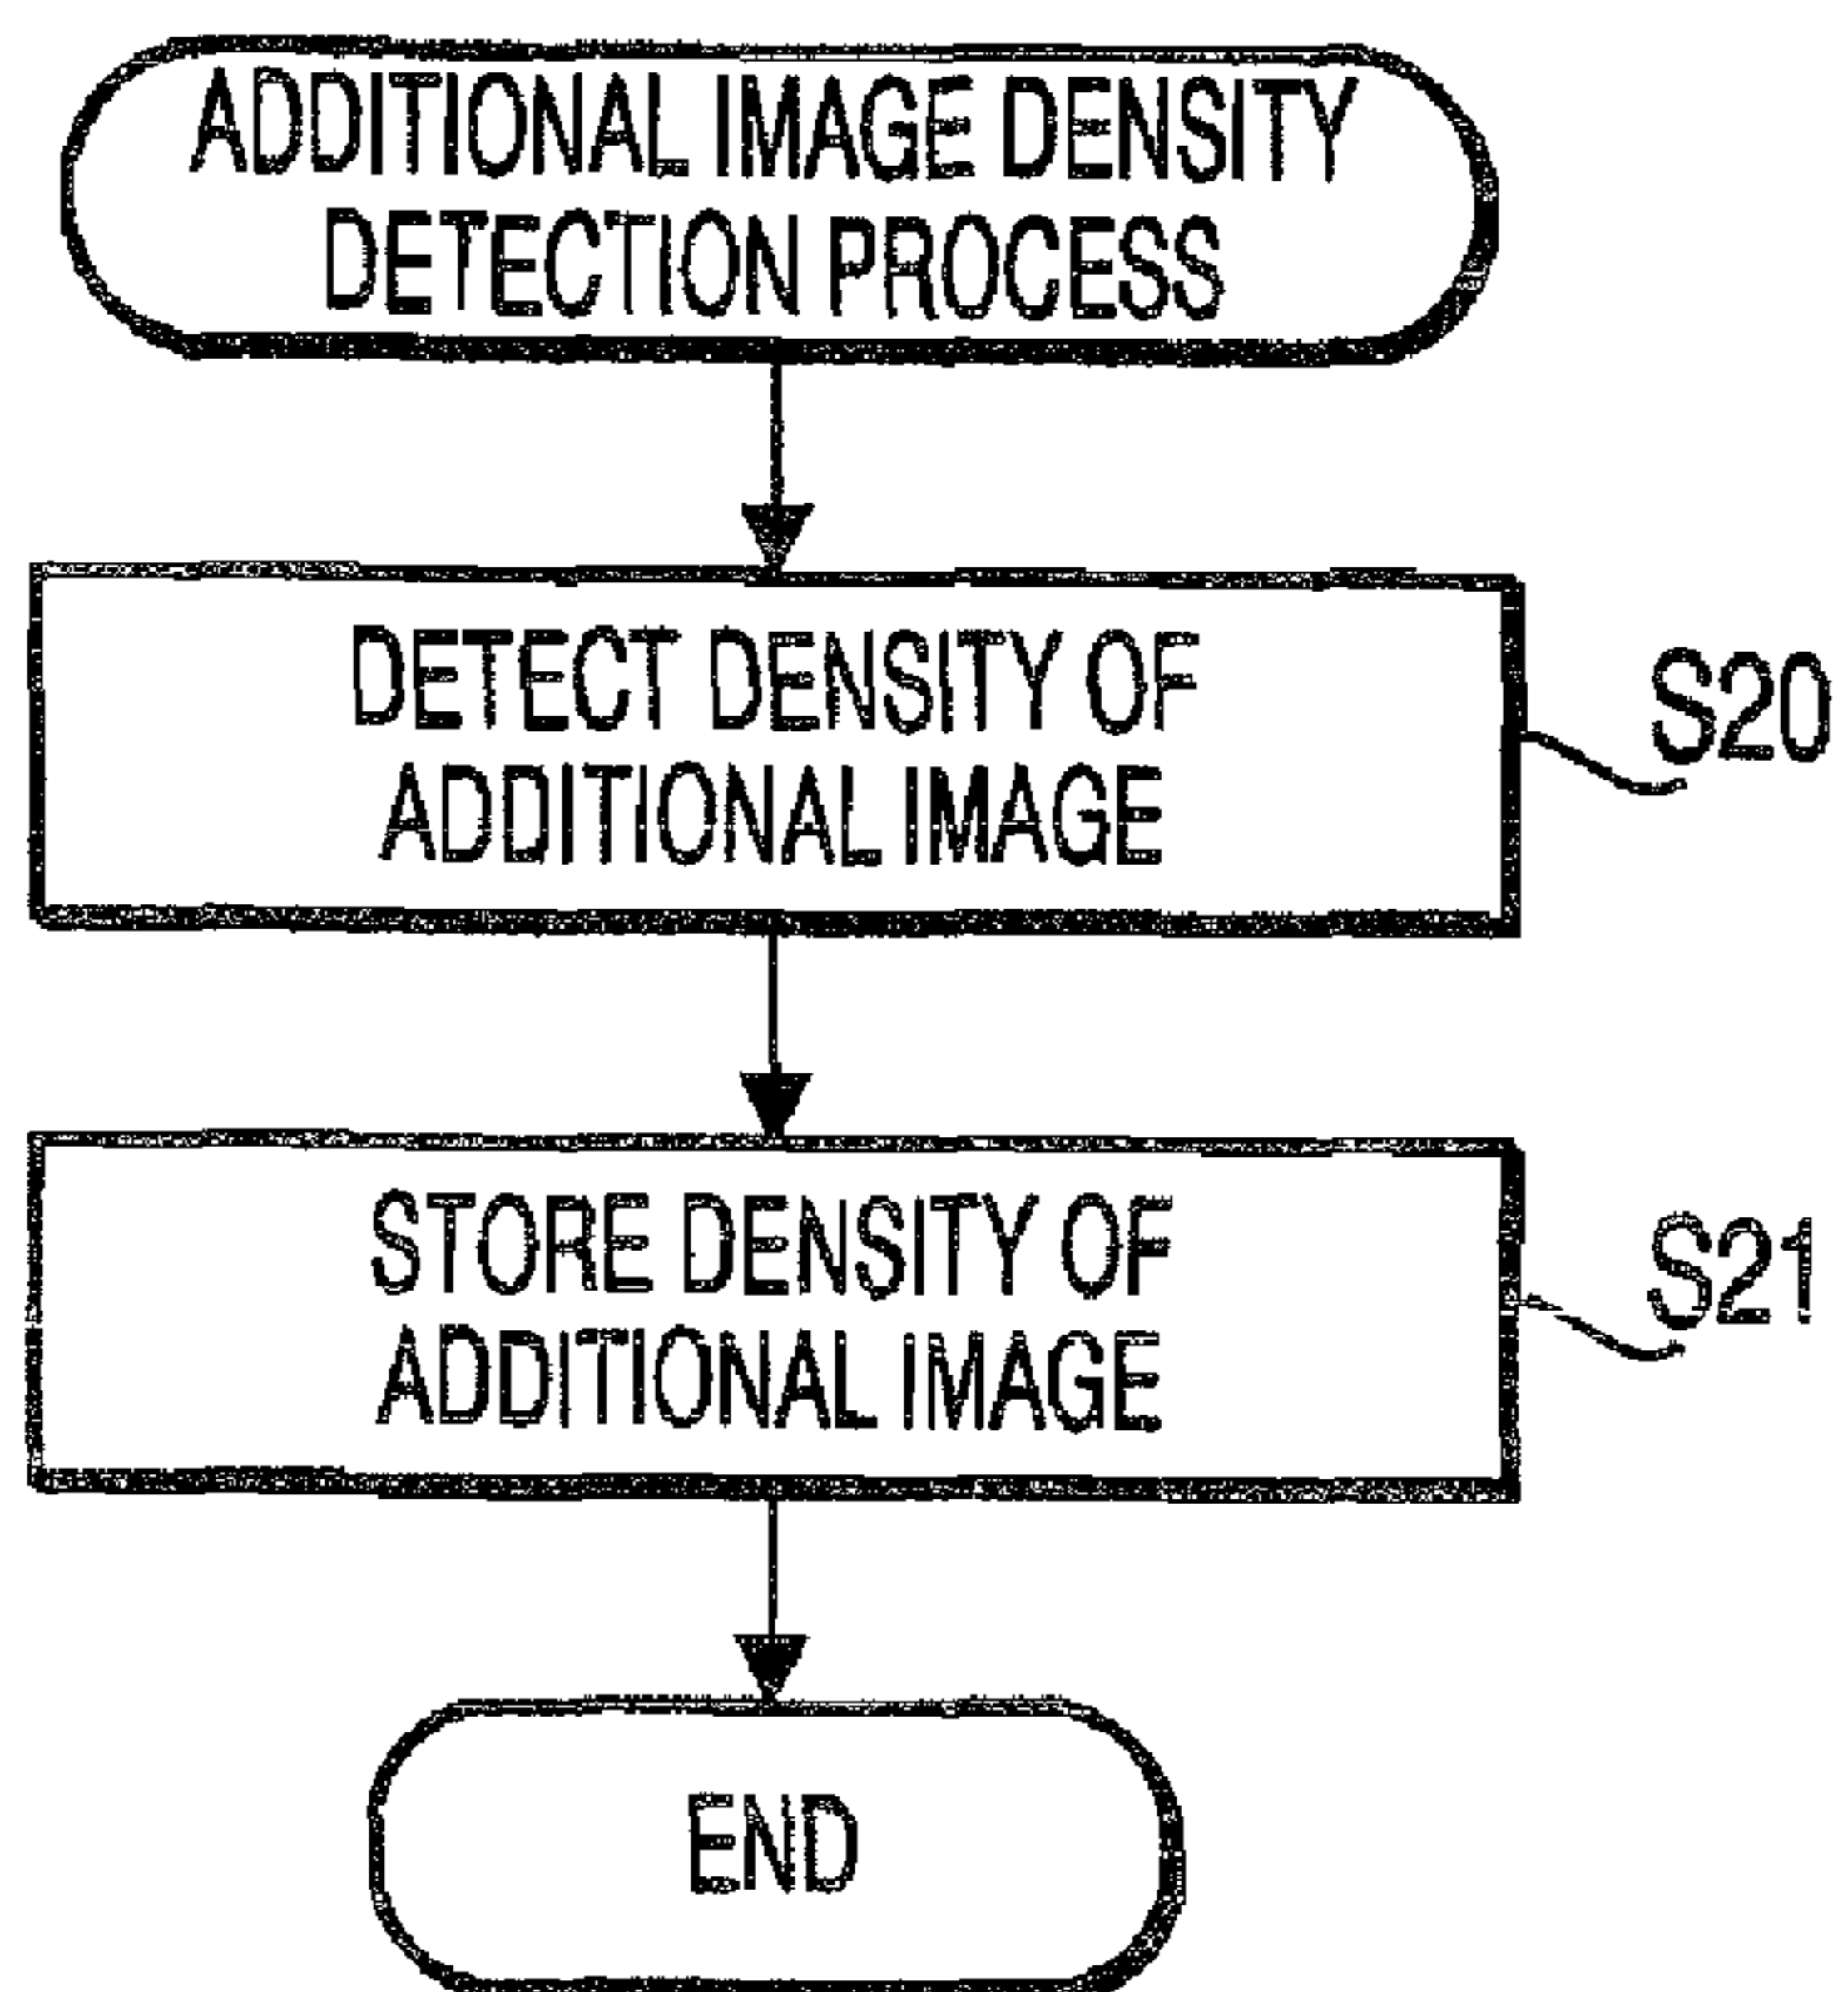 ADDITIONAL IMAGE DENSITY
DETECTION PROCESS
DETECT DENSITY OF
ADDITIONAL IMAGE
S20
STORE DENSITY OF
ADDITIONAL IMAGE
S21
END